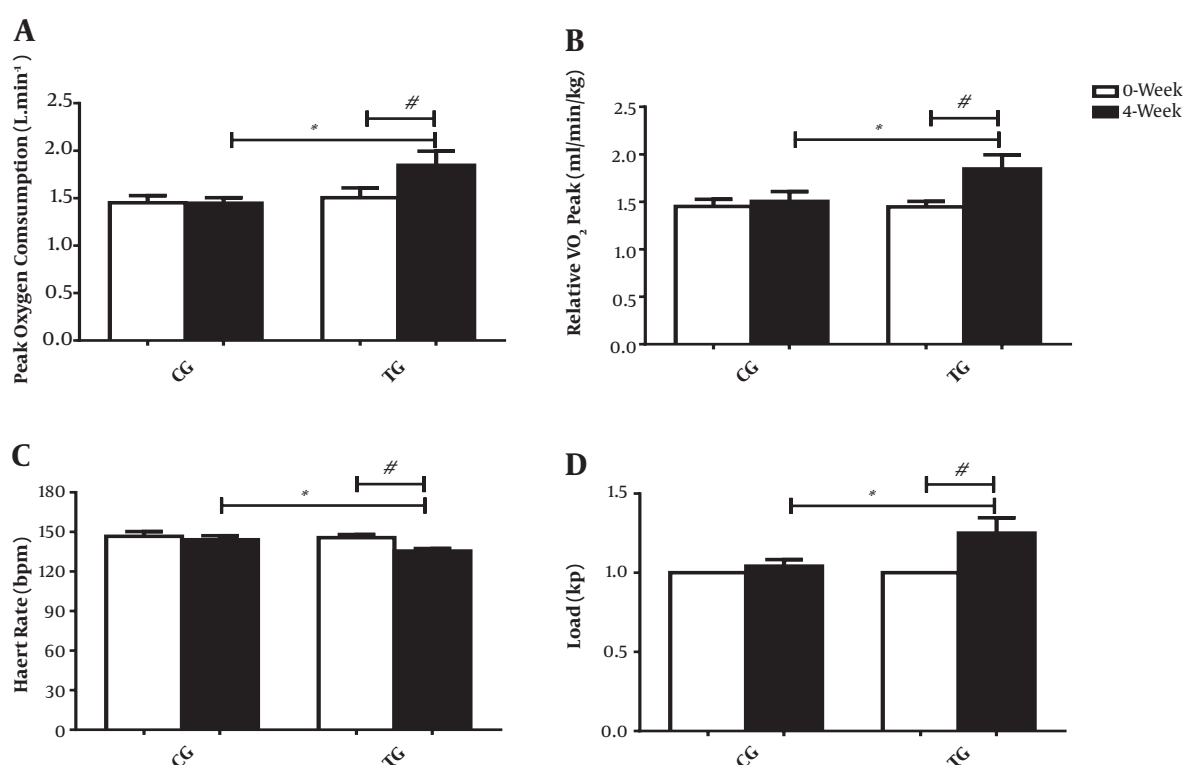 A
Peak Oxygen Comsumption (L.min⁻¹)
2.5
2.0
1.5
1.0
0.5
0.0
*
#
CG
TG
B
Relative VO₂ Peak (ml/min/kg)
2.5
2.0
1.5
1.0
0.5
0.0
*
#
CG
TG
0-Week
4-Week
C
Haert Rate (bpm)
180
150
120
90
60
30
0
*
#
CG
TG
D
Load (kp)
1.5
1.0
0.5
0.0
*
#
CG
TG